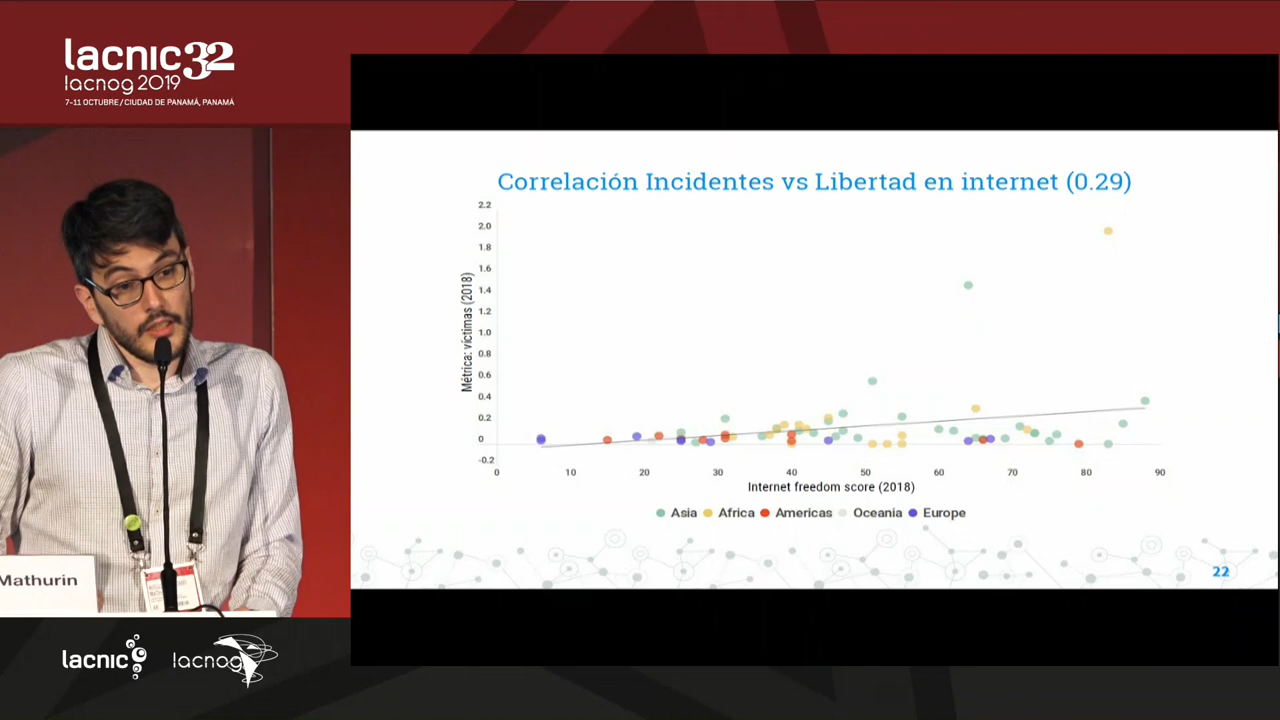 lacnic 32
lacnog 2019
7-11 OCTUBRE / CIUDAD DE PANAMÁ, PANAMÁ
Correlación Incidentes vs Libertad en internet (0.29)
2.2
2.0
1.8
1.6
1.4
1.2
1.0
0.8
0.6
0.4
0.2
0
-0.2
Métrica: víctimas (2018)
0 10 20 30 40 50 60 70 80 90
Internet freedom score (2018)
Asia Africa Americas Oceania Europe
22
Mathurin
lacnic lacnog